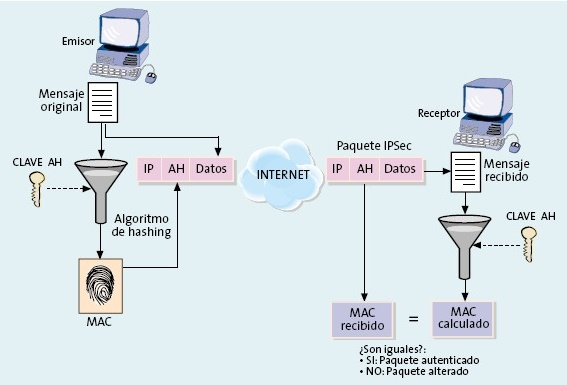 Emisor
Mensaje
original
CLAVE AH
IP AH Datos
Algoritmo
de hashing
MAC
INTERNET
Paquete IPSec
IP AH Datos
Receptor
Mensaje
recibido
CLAVE AH
MAC
recibido
=
MAC
calculado
¿Son iguales?:
• SI: Paquete autenticado
• NO: Paquete alterado